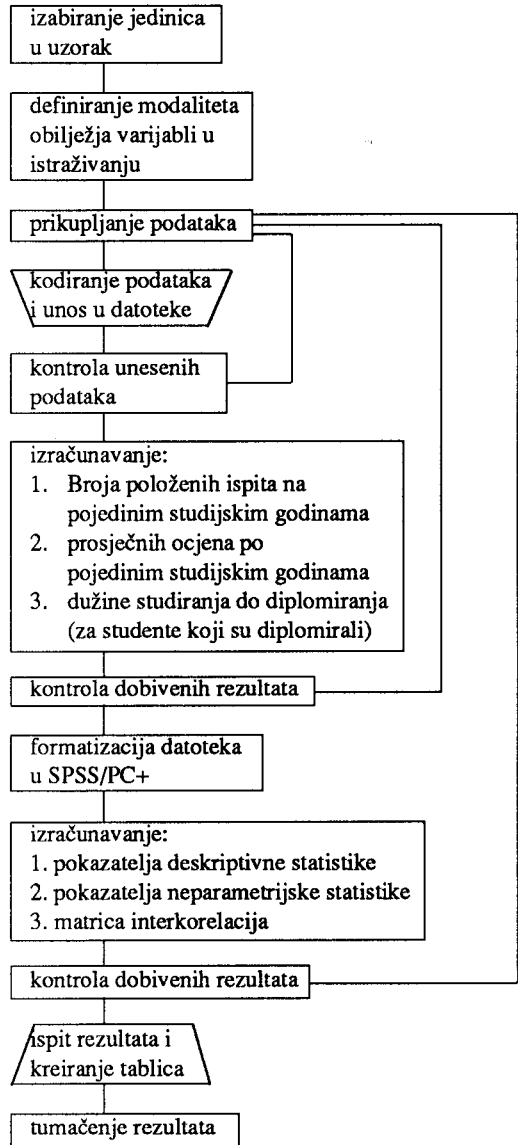 izabiranje jedinica
u uzorak
definiranje modaliteta
obilježja varijabli u
istraživanju
prikupljanje podataka
kodiranje podataka
i unos u datoteke
kontrola unesenih
podataka
izračunavanje:
1. Broja položenih ispita na
pojedinim studijskim godinama
2. prosječnih ocjena po
pojedinim studijskim godinama
3. dužine studiranja do diplomiranja
(za studente koji su diplomirali)
kontrola dobivenih rezultata
formatizacija datoteka
u SPSS/PC+
izračunavanje:
1. pokazatelja deskriptivne statistike
2. pokazatelja neparametrijske statistike
3. matrica interkorelacija
kontrola dobivenih rezultata
ispit rezultata i
kreiranje tablica
tumačenje rezultata